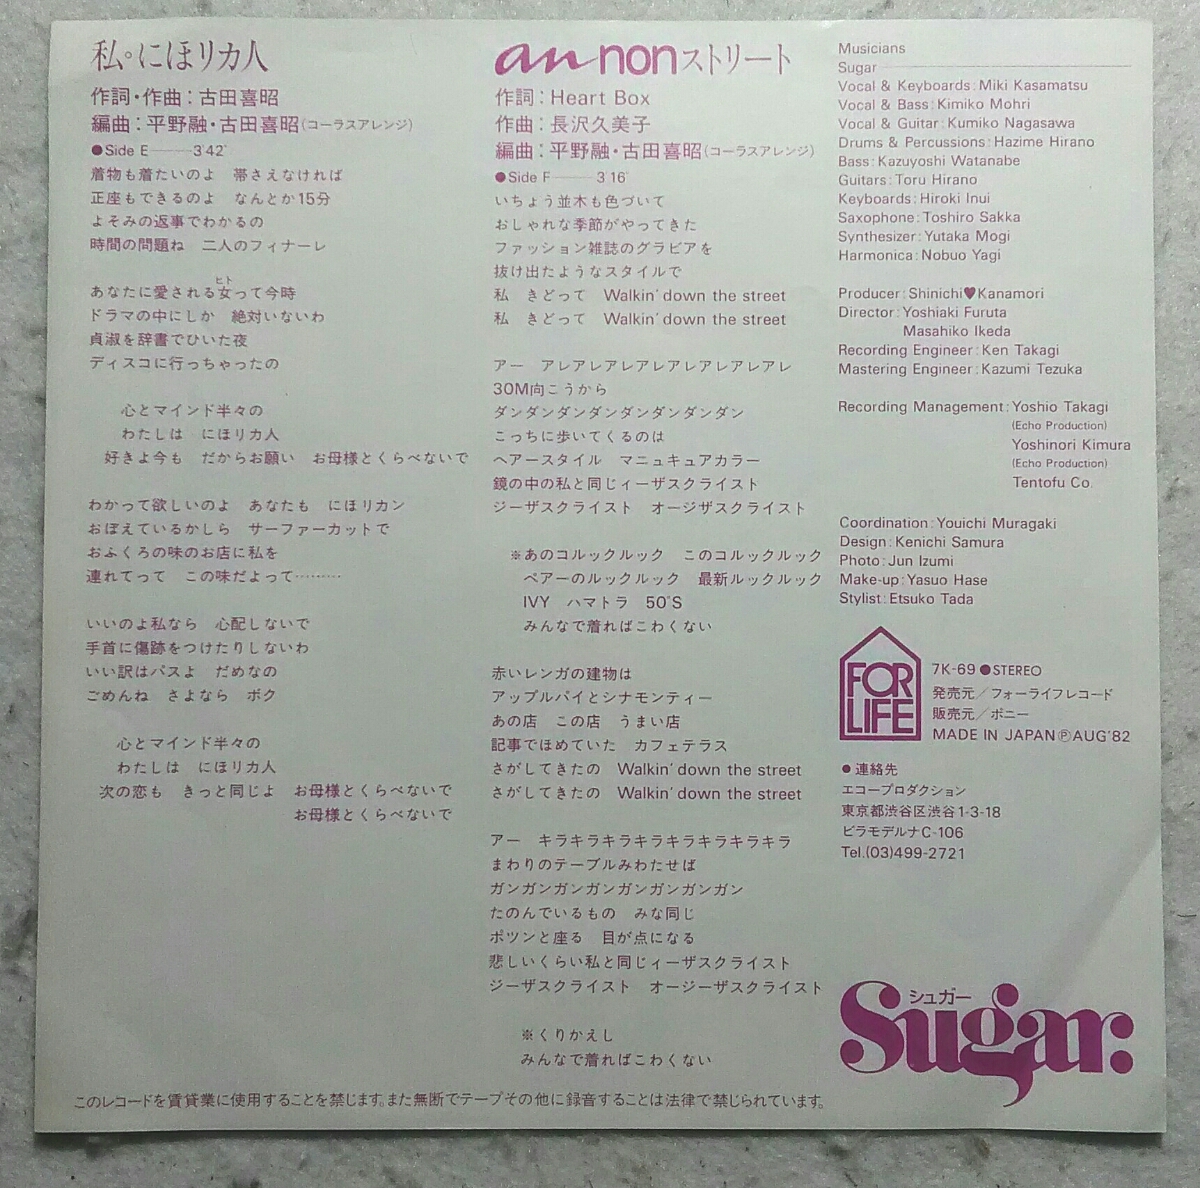 私。にほリカ人
作詞・作曲：古田喜昭
編曲：平野融・古田喜昭(コーラスアレンジ)
●Side E——3′42″
着物も着たいのよ　帯さえなければ
正座もできるのよ　なんとか15分
よそみの返事でわかるの
時間の問題ね　二人のフィナーレ
ヒト
あなたに愛される女って今時
ドラマの中にしか　絶対いないわ
貞淑を辞書でひいた夜
ディスコに行っちゃったの
心とマインド半々の
わたしは　にほリカ人
好きよ今も　だからお願い　お母様とくらべないで
わかって欲しいのよ　あなたも　にほリカン
おぼえているかしら　サーファーカットで
おふくろの味のお店に私を
連れてって　この味だよって………
いいのよ私なら　心配しないで
手首に傷跡をつけたりしないわ
いい訳はパスよ　だめなの
ごめんね　さよなら　ボク
心とマインド半々の
わたしは　にほリカ人
次の恋も　きっと同じよ　お母様とくらべないで
お母様とくらべないで
an nonストリート
作詞：Heart Box
作曲：長沢久美子
編曲：平野融・古田喜昭(コーラスアレンジ)
●Side F——3′16″
いちょう並木も色づいて
おしゃれな季節がやってきた
ファッション雑誌のグラビアを
抜け出たようなスタイルで
私　きどって　Walkin' down the street
私　きどって　Walkin' down the street
アー　アレアレアレアレアレアレアレアレ
30M向こうから
ダンダンダンダンダンダンダンダン
こっちに歩いてくるのは
ヘアースタイル　マニュキュアカラー
鏡の中の私と同じィーザスクライスト
ジーザスクライスト　オージザスクライスト
※あのコルックルック　このコルックルック
ペアーのルックルック　最新ルックルック
IVY　ハマトラ　50'S
みんなで着ればこわくない
赤いレンガの建物は
アップルパイとシナモンティー
あの店　この店　うまい店
記事でほめていた　カフェテラス
さがしてきたの　Walkin' down the street
さがしてきたの　Walkin' down the street
アー　キラキラキラキラキラキラキラキラ
まわりのテーブルみわたせば
ガンガンガンガンガンガンガンガン
たのんでいるもの　みな同じ
ポツンと座る　目が点になる
悲しいくらい私と同じィーザスクライスト
ジーザスクライスト　オージーザスクライスト
※くりかえし
みんなで着ればこわくない
Musicians
Sugar
Vocal & Keyboards：Miki Kasamatsu
Vocal & Bass：Kimiko Mohri
Vocal & Guitar：Kumiko Nagasawa
Drums & Percussions：Hazime Hirano
Bass：Kazuyoshi Watanabe
Guitars：Toru Hirano
Keyboards：Hiroki Inui
Saxophone：Toshiro Sakka
Synthesizer：Yutaka Mogi
Harmonica：Nobuo Yagi
Producer：Shinichi♥Kanamori
Director：Yoshiaki Furuta
Masahiko Ikeda
Recording Engineer：Ken Takagi
Mastering Engineer：Kazumi Tezuka
Recording Management：Yoshio Takagi
(Echo Production)
Yoshinori Kimura
(Echo Production)
Tentofu Co.
Coordination：Youichi Muragaki
Design：Kenichi Samura
Photo：Jun Izumi
Make-up：Yasuo Hase
Stylist：Etsuko Tada
FOR LIFE
7K-69 ●STEREO
発売元／フォーライフレコード
販売元／ポニー
MADE IN JAPANⓅAUG'82
●連絡先
エコープロダクション
東京都渋谷区渋谷1-3-18
ビラモデルナC-106
Tel.(03)499-2721
シュガー
Sugar:
このレコードを賃貸業に使用することを禁じます。また無断でテープその他に録音することは法律で禁じられています。